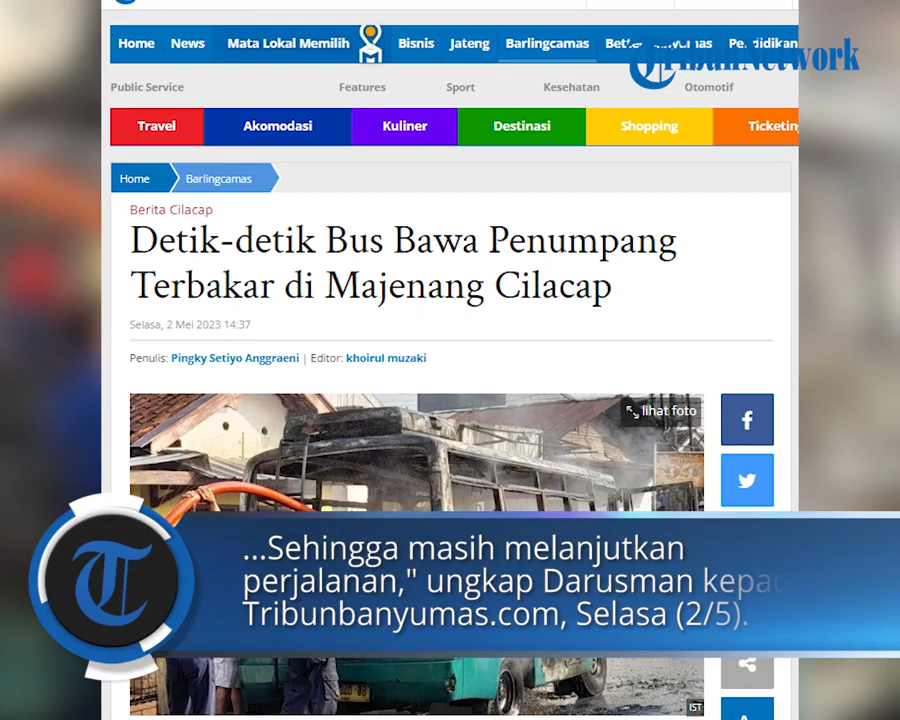 Home News Mata Lokal Memilih Bisnis Jateng Barlingcamas
TribunNetwork
Public Service Features Sport Kesehatan Otomotif
Travel Akomodasi Kuliner Destinasi Shopping Ticketing
Home Barlingcamas
Berita Cilacap
Detik-detik Bus Bawa Penumpang
Terbakar di Majenang Cilacap
Selasa, 2 Mei 2023 14:37
Penulis: Pingky Setiyo Anggraeni | Editor: khoirul muzaki
lihat foto
...Sehingga masih melanjutkan
perjalanan," ungkap Darusman kepad
Tribunbanyumas.com, Selasa (2/5).
IST